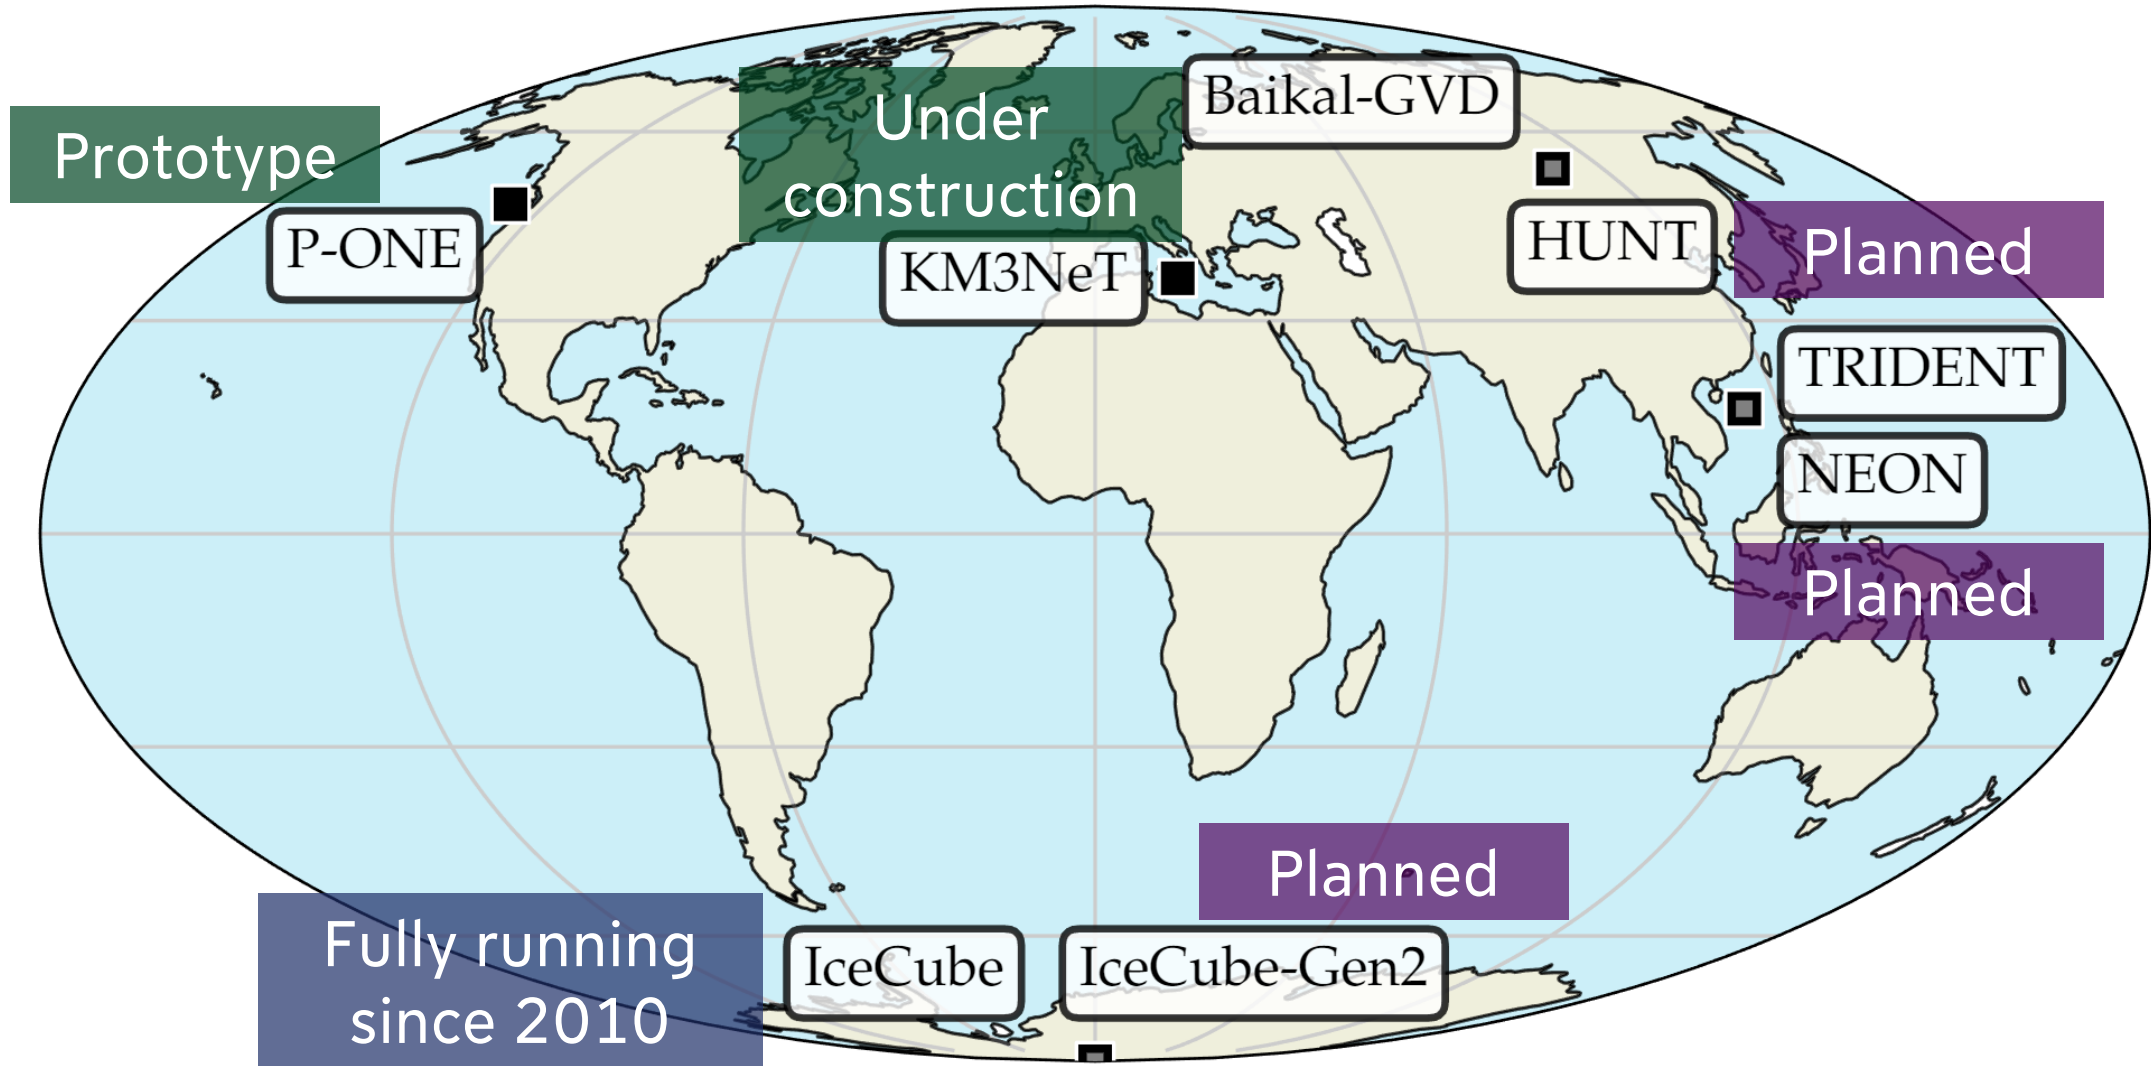 Baikal-GVD
Under
construction
Prototype
P-ONE
KM3NeT
HUNT
Planned
TRIDENT
NEON
Planned
Planned
Fully running
since 2010
IceCube
IceCube-Gen2